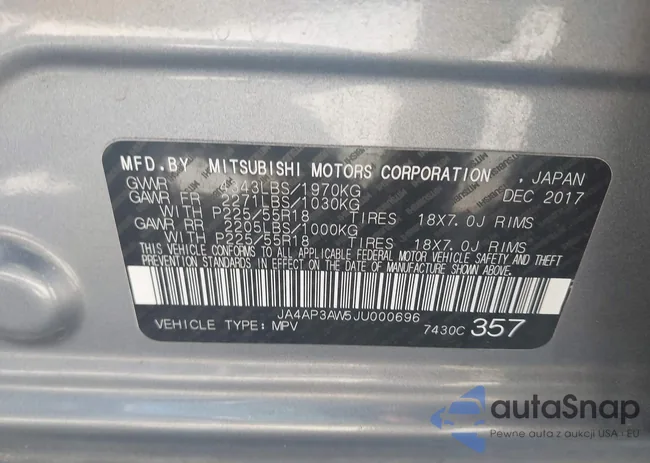 MFD.BY MITSUBISHI MOTORS CORPORATION , JAPAN
GVWR 4343LBS/1970KG DEC 2017
GAWR FR 2271LBS/1030KG
WITH P225/55R18 TIRES 18X7.0J RIMS
GAWR RR 2205LBS/1000KG
WITH P225/55R18 TIRES 18X7.0J RIMS
THIS VEHICLE CONFORMS TO ALL APPLICABLE FEDERAL MOTOR VEHICLE SAFETY AND THEFT
PREVENTION STANDARDS IN EFFECT ON THE DATE OF MANUFACTURE SHOWN ABOVE.
JA4AP3AW5JU000696
VEHICLE TYPE: MPV 7430C 357
autoSnap
Pewne auta z aukcji USA i EU